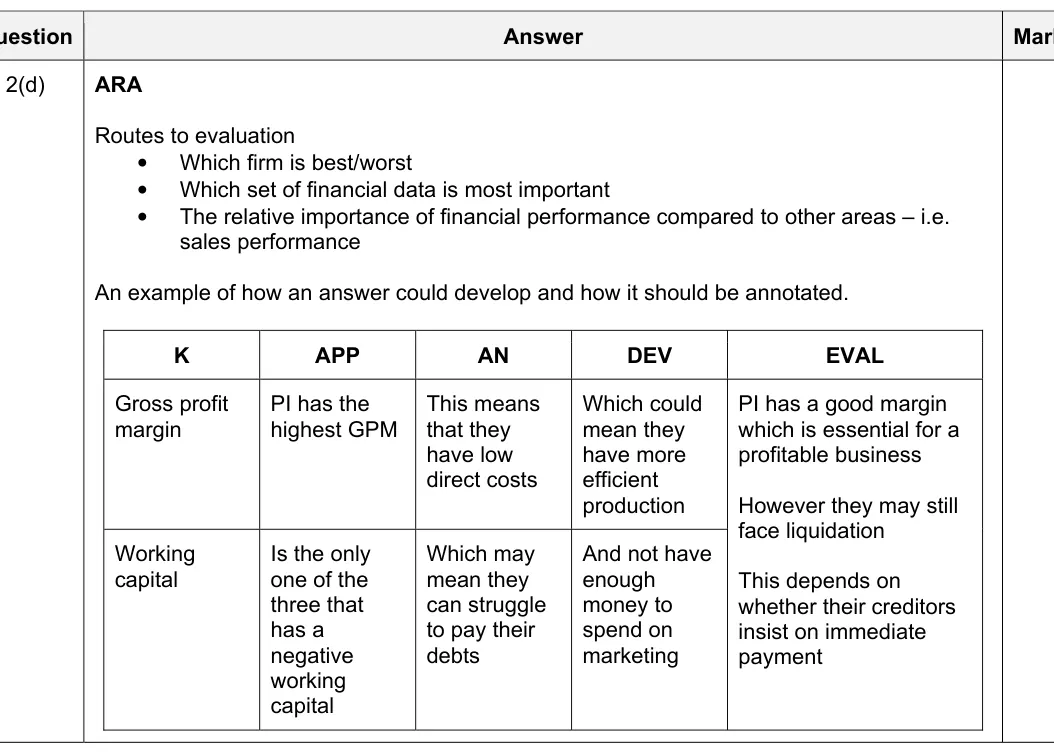 uestion Answer Mar
2(d) ARA
Routes to evaluation
• Which firm is best/worst
• Which set of financial data is most important
• The relative importance of financial performance compared to other areas – i.e.
sales performance
An example of how an answer could develop and how it should be annotated.
K APP AN DEV EVAL
Gross profit
margin
PI has the
highest GPM
This means
that they
have low
direct costs
Which could
mean they
have more
efficient
production
PI has a good margin
which is essential for a
profitable business
However they may still
face liquidation
This depends on
whether their creditors
insist on immediate
payment
Working
capital
Is the only
one of the
three that
has a
negative
working
capital
Which may
mean they
can struggle
to pay their
debts
And not have
enough
money to
spend on
marketing